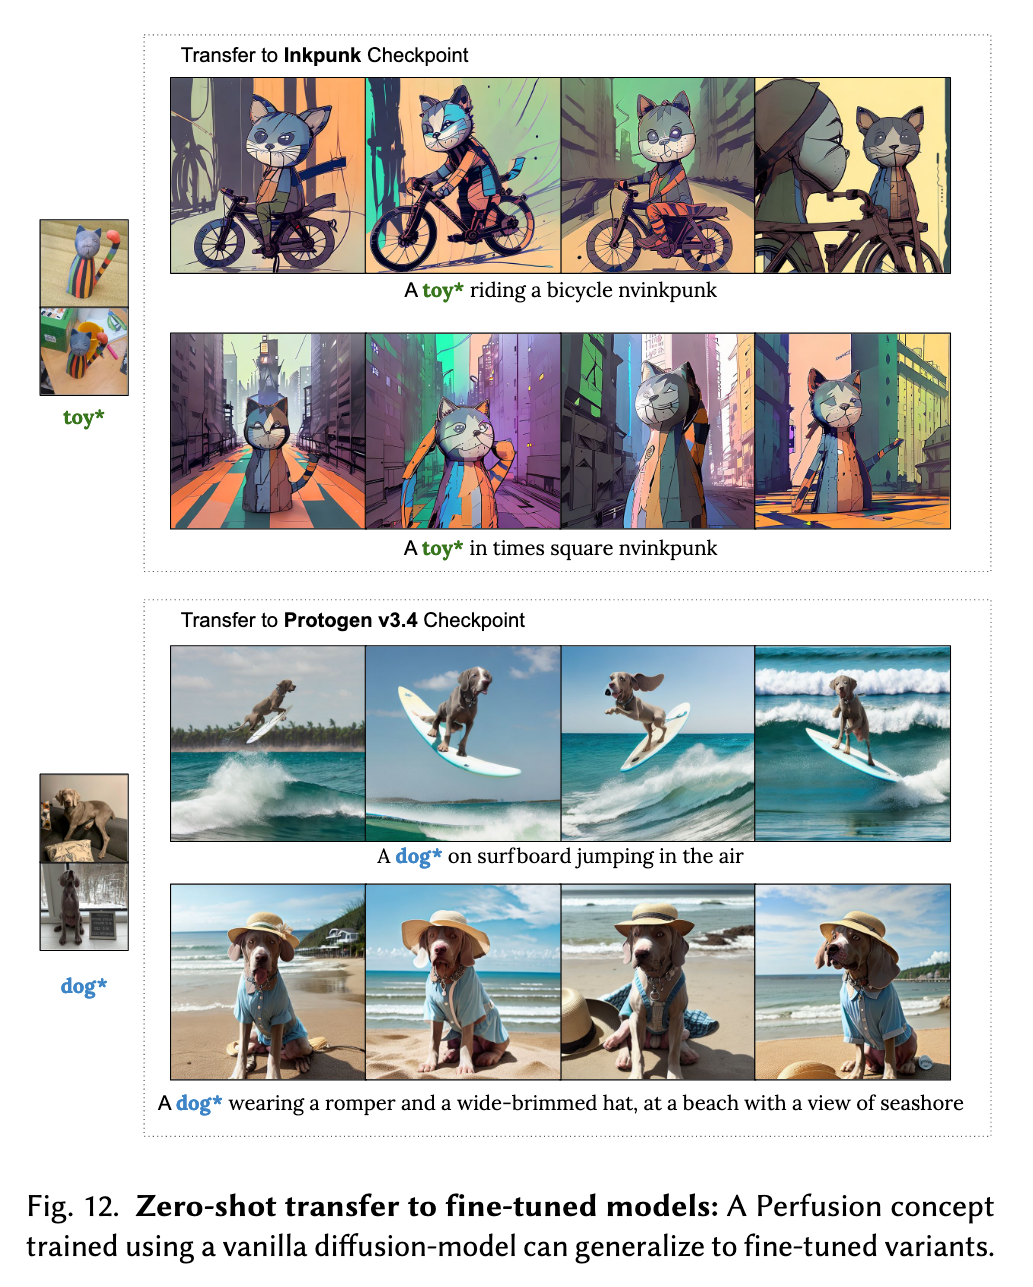 Transfer to Inkpunk Checkpoint
A toy* riding a bicycle nvinkpunk
toy*
A toy* in times square nvinkpunk
Transfer to Protogen v3.4 Checkpoint
A dog* on surfboard jumping in the air
dog*
A dog* wearing a romper and a wide-brimmed hat, at a beach with a view of seashore
Fig. 12. Zero-shot transfer to fine-tuned models: A Perfusion concept
trained using a vanilla diffusion-model can generalize to fine-tuned variants.